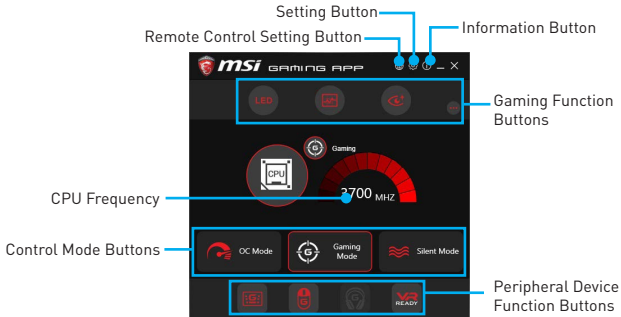 Setting Button
Information Button
Remote Control Setting Button
msi GAMING APP
LED
Gaming Function
Buttons
G
Gaming
CPU
CPU Frequency
3700 MHZ
Control Mode Buttons
OC Mode
G
Gaming
Mode
Silent Mode
G
G
G
VR
READY
Peripheral Device
Function Buttons